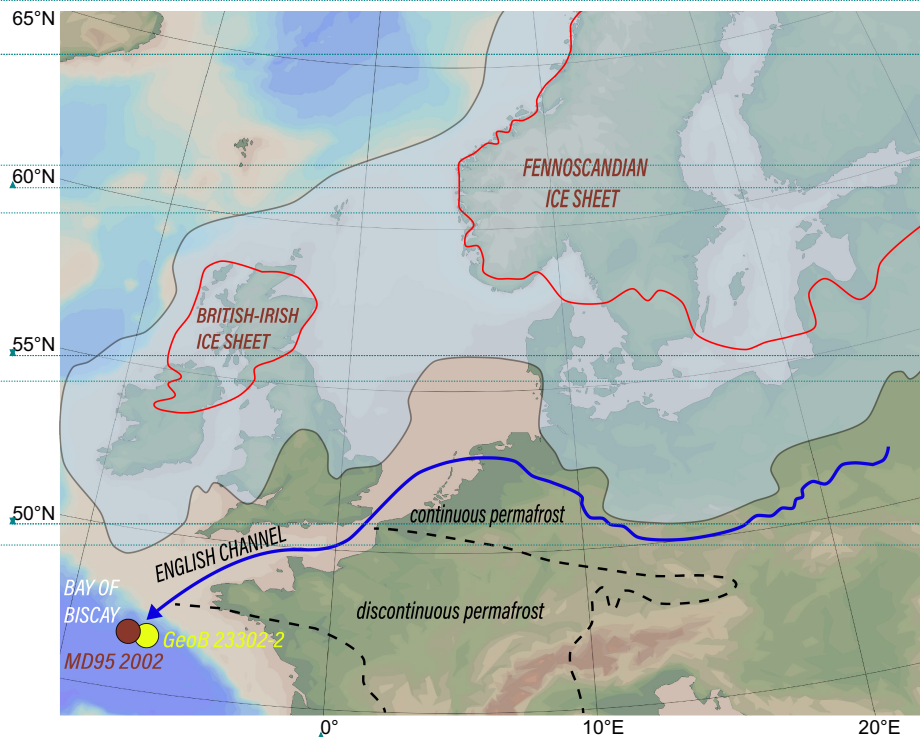 65°N
60°N
55°N
50°N
FENNOSCANDIAN
ICE SHEET
BRITISH-IRISH
ICE SHEET
continuous permafrost
ENGLISH CHANNEL
discontinuous permafrost
BAY OF
BISCAY
GeoB 23302-2
MD95 2002
0°
10°E
20°E